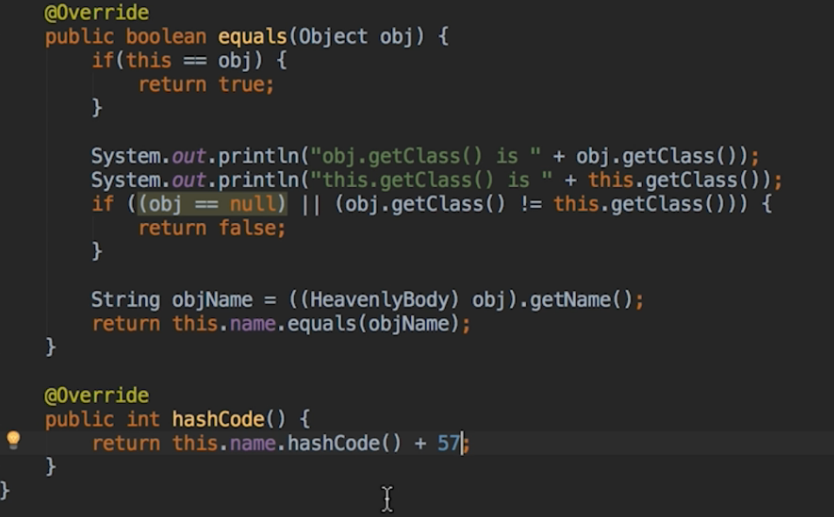 @Override
public boolean equals(Object obj) {
if(this == obj) {
return true;
}
System.out.println("obj.getClass() is " + obj.getClass());
System.out.println("this.getClass() is " + this.getClass());
if ((obj == null) || (obj.getClass() != this.getClass())) {
return false;
}
String objName = ((HeavenlyBody) obj).getName();
return this.name.equals(objName);
}
@Override
public int hashCode() {
return this.name.hashCode() + 57;
}
}